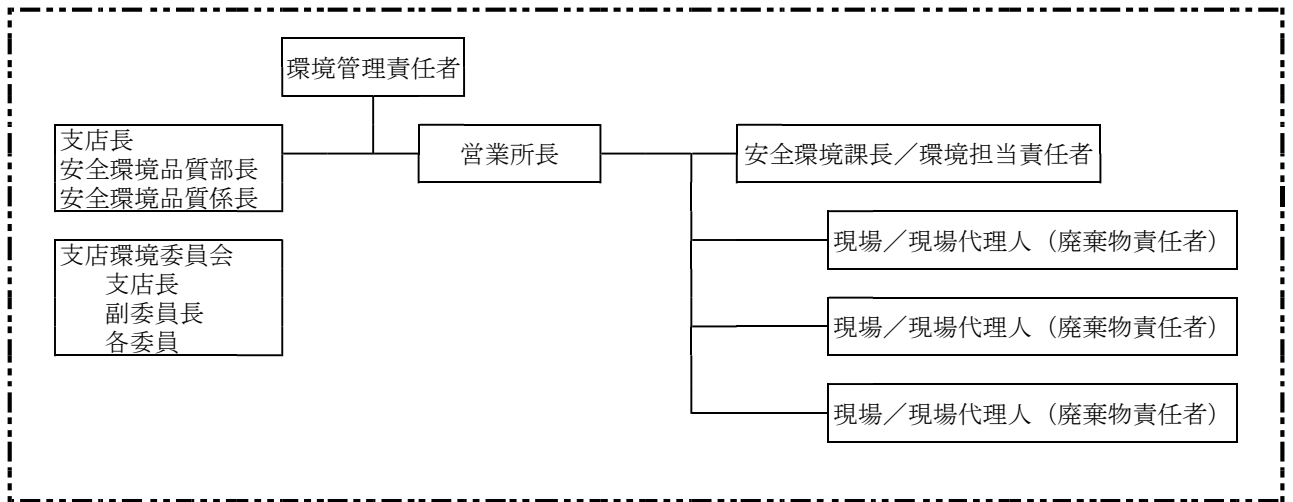 環境管理責任者
支店長
安全環境品質部長
安全環境品質係長
営業所長
安全環境課長／環境担当責任者
支店環境委員会
支店長
副委員長
各委員
現場／現場代理人（廃棄物責任者）
現場／現場代理人（廃棄物責任者）
現場／現場代理人（廃棄物責任者）